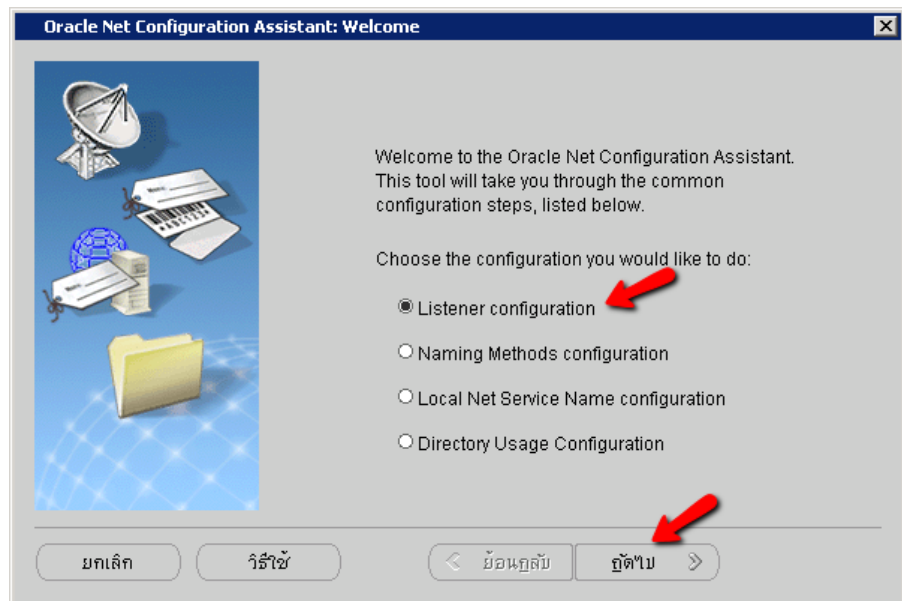 Oracle Net Configuration Assistant: Welcome
Welcome to the Oracle Net Configuration Assistant.
This tool will take you through the common
configuration steps, listed below.
Choose the configuration you would like to do:
Listener configuration
Naming Methods configuration
Local Net Service Name configuration
Directory Usage Configuration
ยกเลิก
วิธีใช้
ย้อนกลับ
ถัดไป